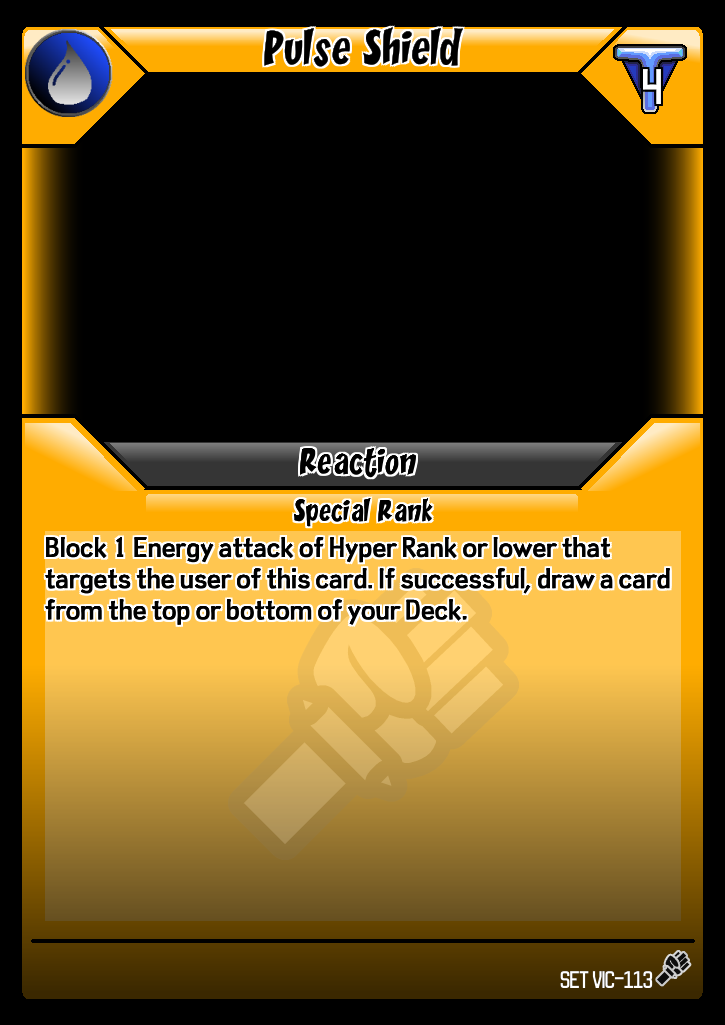 Pulse Shield
4
Reaction
Special Rank
Block 1 Energy attack of Hyper Rank or lower that
targets the user of this card. If successful, draw a card
from the top or bottom of your Deck.
SET VIC-113